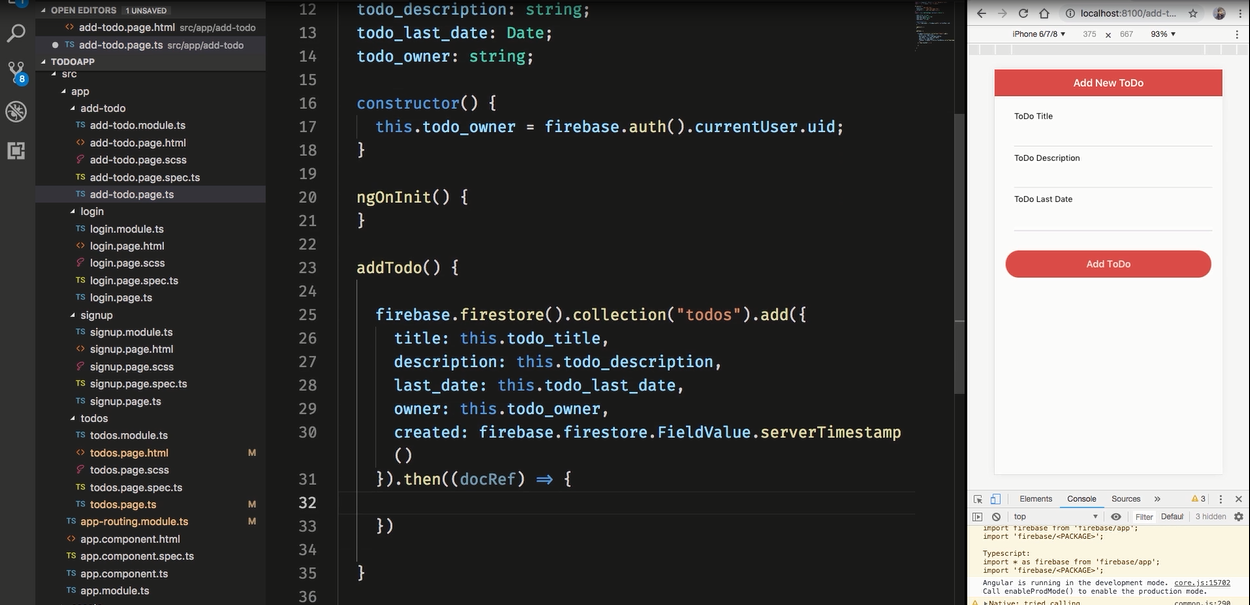 OPEN EDITORS 1 UNSAVED
<> add-todo.page.html src/app/add-todo
TS add-todo.page.ts src/app/add-todo
TODOAPP
src
app
add-todo
TS add-todo.module.ts
<> add-todo.page.html
add-todo.page.scss
TS add-todo.page.spec.ts
TS add-todo.page.ts
login
TS login.module.ts
<> login.page.html
login.page.scss
TS login.page.spec.ts
TS login.page.ts
signup
TS signup.module.ts
<> signup.page.html
signup.page.scss
TS signup.page.spec.ts
TS signup.page.ts
todos
TS todos.module.ts
<> todos.page.html M
todos.page.scss
TS todos.page.spec.ts
TS todos.page.ts M
TS app-routing.module.ts M
<> app.component.html
TS app.component.spec.ts
TS app.component.ts
TS app.module.ts
8
12 todo_description: string;
13 todo_last_date: Date;
14 todo_owner: string;
15
16 constructor() {
17 this.todo_owner = firebase.auth().currentUser.uid;
18 }
19
20 ngOnInit() {
21 }
22
23 addTodo() {
24
25 firebase.firestore().collection("todos").add({
26 title: this.todo_title,
27 description: this.todo_description,
28 last_date: this.todo_last_date,
29 owner: this.todo_owner,
30 created: firebase.firestore.FieldValue.serverTimestamp
()
31 }).then((docRef) => {
32
33 })
34
35 }
36
localhost:8100/add-t...
iPhone 6/7/8 ▼ 375 × 667 93% ▼
Add New ToDo
ToDo Title
ToDo Description
ToDo Last Date
Add ToDo
Elements Console Sources » 3
top ▼ Filter Defaul 3 hidden
import firebase from 'firebase/app';
import 'firebase/<PACKAGE>';
Typescript:
import * as firebase from 'firebase/app';
import 'firebase/<PACKAGE>';
Angular is running in the development mode. core.js:15702
Call enableProdMode() to enable the production mode.
Native: tried calling common.js:290